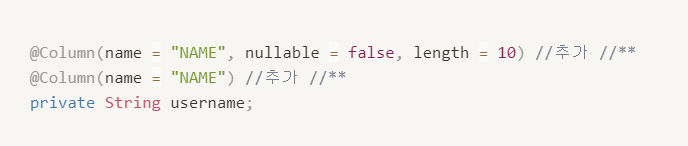 @Column(name = "NAME", nullable = false, length = 10) //추가 //**
@Column(name = "NAME") //추가 //**
private String username;